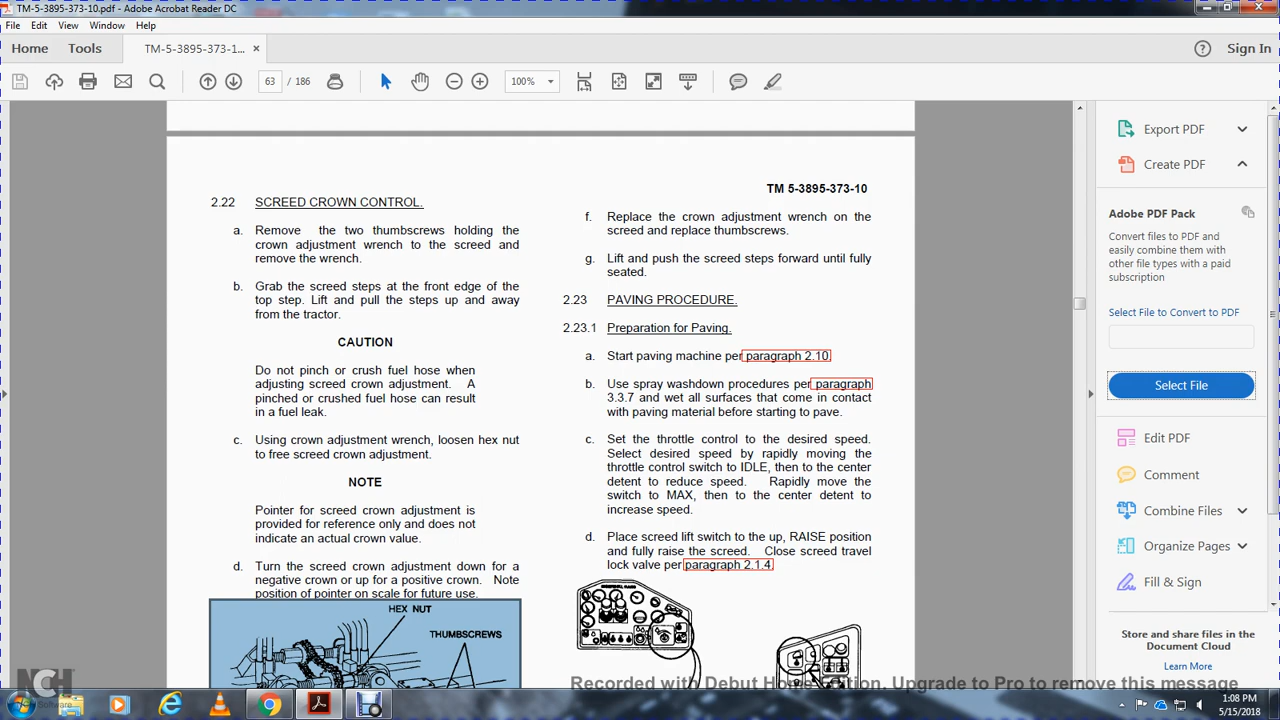 TM-5-3895-373-10.pdf - Adobe Acrobat Reader DC
File Edit View Window Help
Home Tools TM-5-3895-373-1... × Sign In
63 / 186 100%
TM 5-3895-373-10
2.22 SCREED CROWN CONTROL.
a. Remove the two thumbscrews holding the
crown adjustment wrench to the screed and
remove the wrench.
b. Grab the screed steps at the front edge of the
top step. Lift and pull the steps up and away
from the tractor.
CAUTION
Do not pinch or crush fuel hose when
adjusting screed crown adjustment. A
pinched or crushed fuel hose can result
in a fuel leak.
c. Using crown adjustment wrench, loosen hex nut
to free screed crown adjustment.
NOTE
Pointer for screed crown adjustment is
provided for reference only and does not
indicate an actual crown value.
d. Turn the screed crown adjustment down for a
negative crown or up for a positive crown. Note
position of pointer on scale for future use.
HEX NUT
THUMBSCREWS
f. Replace the crown adjustment wrench on the
screed and replace thumbscrews.
g. Lift and push the screed steps forward until fully
seated.
2.23 PAVING PROCEDURE.
2.23.1 Preparation for Paving.
a. Start paving machine per paragraph 2.10
b. Use spray washdown procedures per paragraph
3.3.7 and wet all surfaces that come in contact
with paving material before starting to pave.
c. Set the throttle control to the desired speed.
Select desired speed by rapidly moving the
throttle control switch to IDLE, then to the center
detent to reduce speed. Rapidly move the
switch to MAX, then to the center detent to
increase speed.
d. Place screed lift switch to the up, RAISE position
and fully raise the screed. Close screed travel
lock valve per paragraph 2.1.4
Export PDF
Create PDF
Adobe PDF Pack
Convert files to PDF and
easily combine them with
other file types with a paid
subscription
Select File to Convert to PDF
Select File
Edit PDF
Comment
Combine Files
Organize Pages
Fill & Sign
Store and share files in the
Document Cloud
Learn More
NCH
Software
Recorded with Debut Home Edition, Upgrade to Pro to remove this message
1:08 PM
5/15/2018